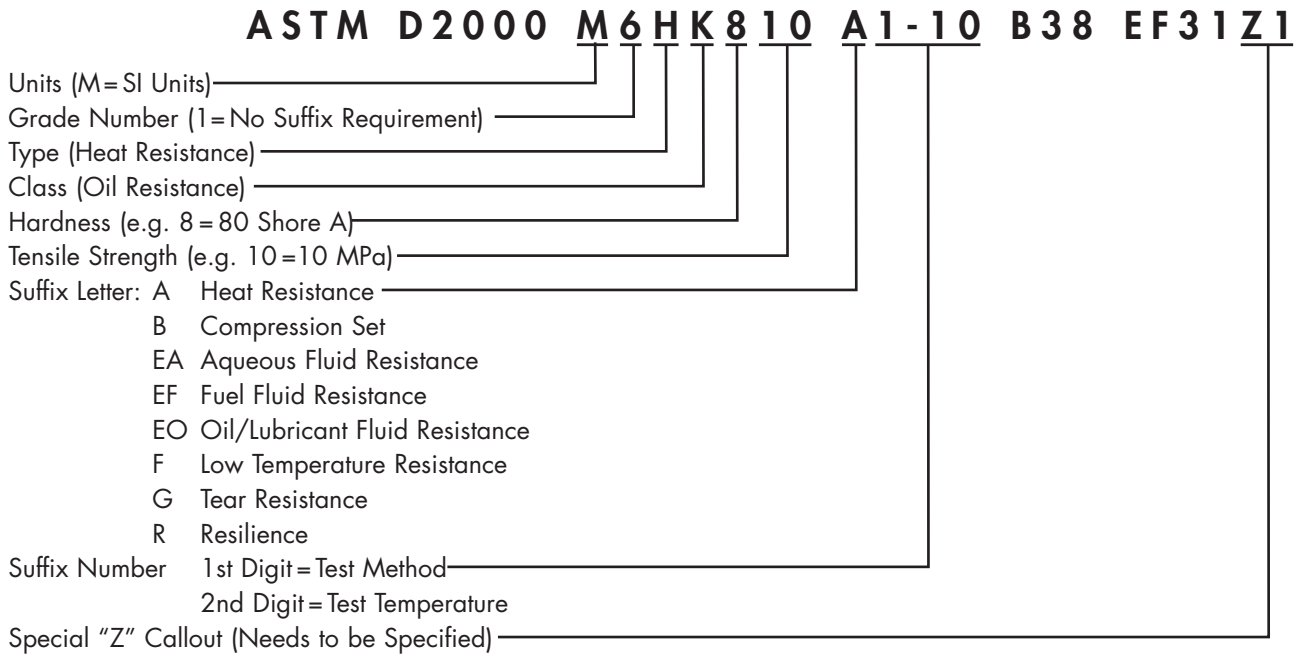 ASTM D2000 M6HK810 A1-10 B38 EF31Z1
Units (M=SI Units)
Grade Number (1=No Suffix Requirement)
Type (Heat Resistance)
Class (Oil Resistance)
Hardness (e.g. 8=80 Shore A)
Tensile Strength (e.g. 10=10 MPa)
Suffix Letter: A Heat Resistance
B Compression Set
EA Aqueous Fluid Resistance
EF Fuel Fluid Resistance
EO Oil/Lubricant Fluid Resistance
F Low Temperature Resistance
G Tear Resistance
R Resilience
Suffix Number 1st Digit=Test Method
2nd Digit=Test Temperature
Special "Z" Callout (Needs to be Specified)